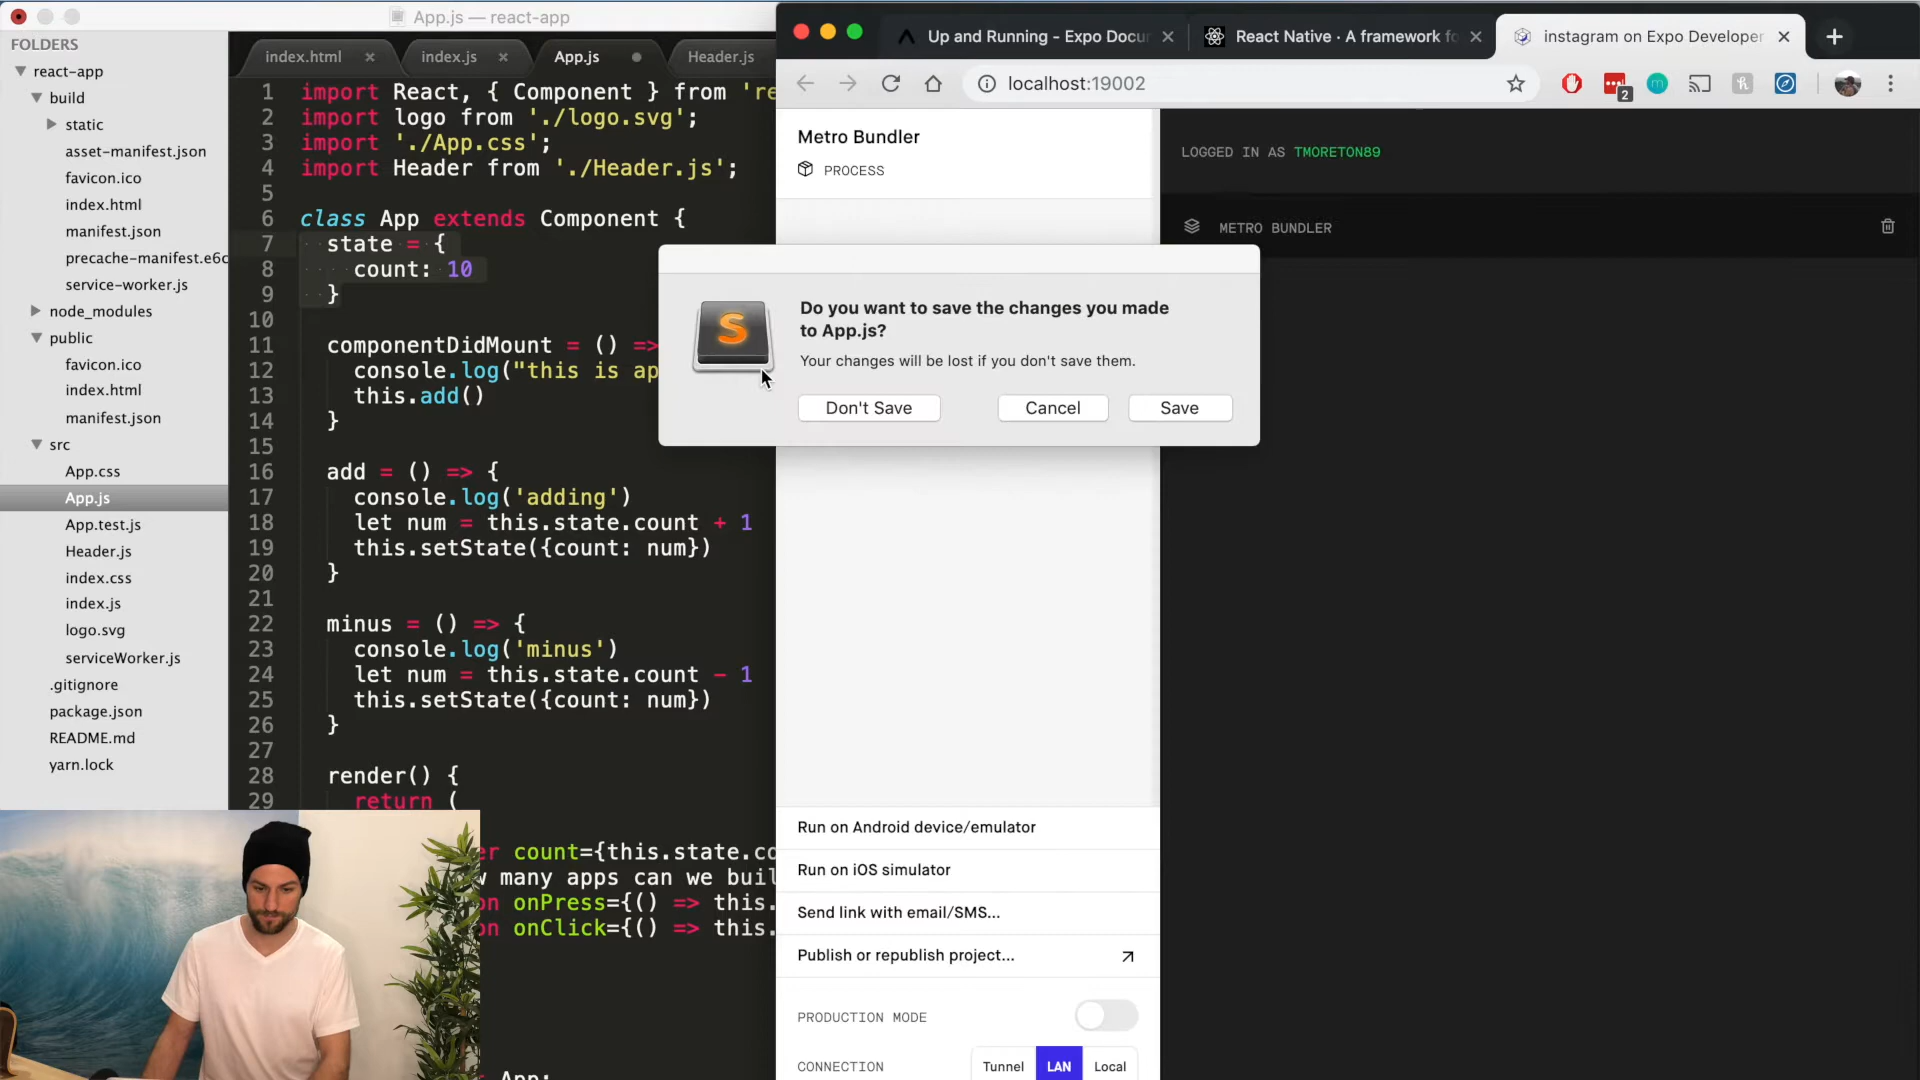 App.js — react-app
FOLDERS
react-app
build
static
asset-manifest.json
favicon.ico
index.html
manifest.json
precache-manifest.e6c
service-worker.js
node_modules
public
favicon.ico
index.html
manifest.json
src
App.css
App.js
App.test.js
Header.js
index.css
index.js
logo.svg
serviceWorker.js
.gitignore
package.json
README.md
yarn.lock
index.html
index.js
App.js
Header.js
1 import React, { Component } from 're
2 import logo from './logo.svg';
3 import './App.css';
4 import Header from './Header.js';
5
6 class App extends Component {
7 state = {
8 count: 10
9 }
10
11 componentDidMount = () =>
12 console.log("this is ap
13 this.add()
14 }
15
16 add = () => {
17 console.log('adding')
18 let num = this.state.count + 1
19 this.setState({count: num})
20 }
21
22 minus = () => {
23 console.log('minus')
24 let num = this.state.count - 1
25 this.setState({count: num})
26 }
27
28 render() {
29 return (
er count={this.state.co
w many apps can we buil
on onPress={() => this.
on onClick={() => this.
App;
Up and Running - Expo Docu
React Native · A framework fo
instagram on Expo Developer
localhost:19002
2
Metro Bundler
PROCESS
LOGGED IN AS TMORETON89
METRO BUNDLER
Do you want to save the changes you made
to App.js?
Your changes will be lost if you don't save them.
Don't Save
Cancel
Save
Run on Android device/emulator
Run on iOS simulator
Send link with email/SMS...
Publish or republish project...
PRODUCTION MODE
CONNECTION
Tunnel
LAN
Local